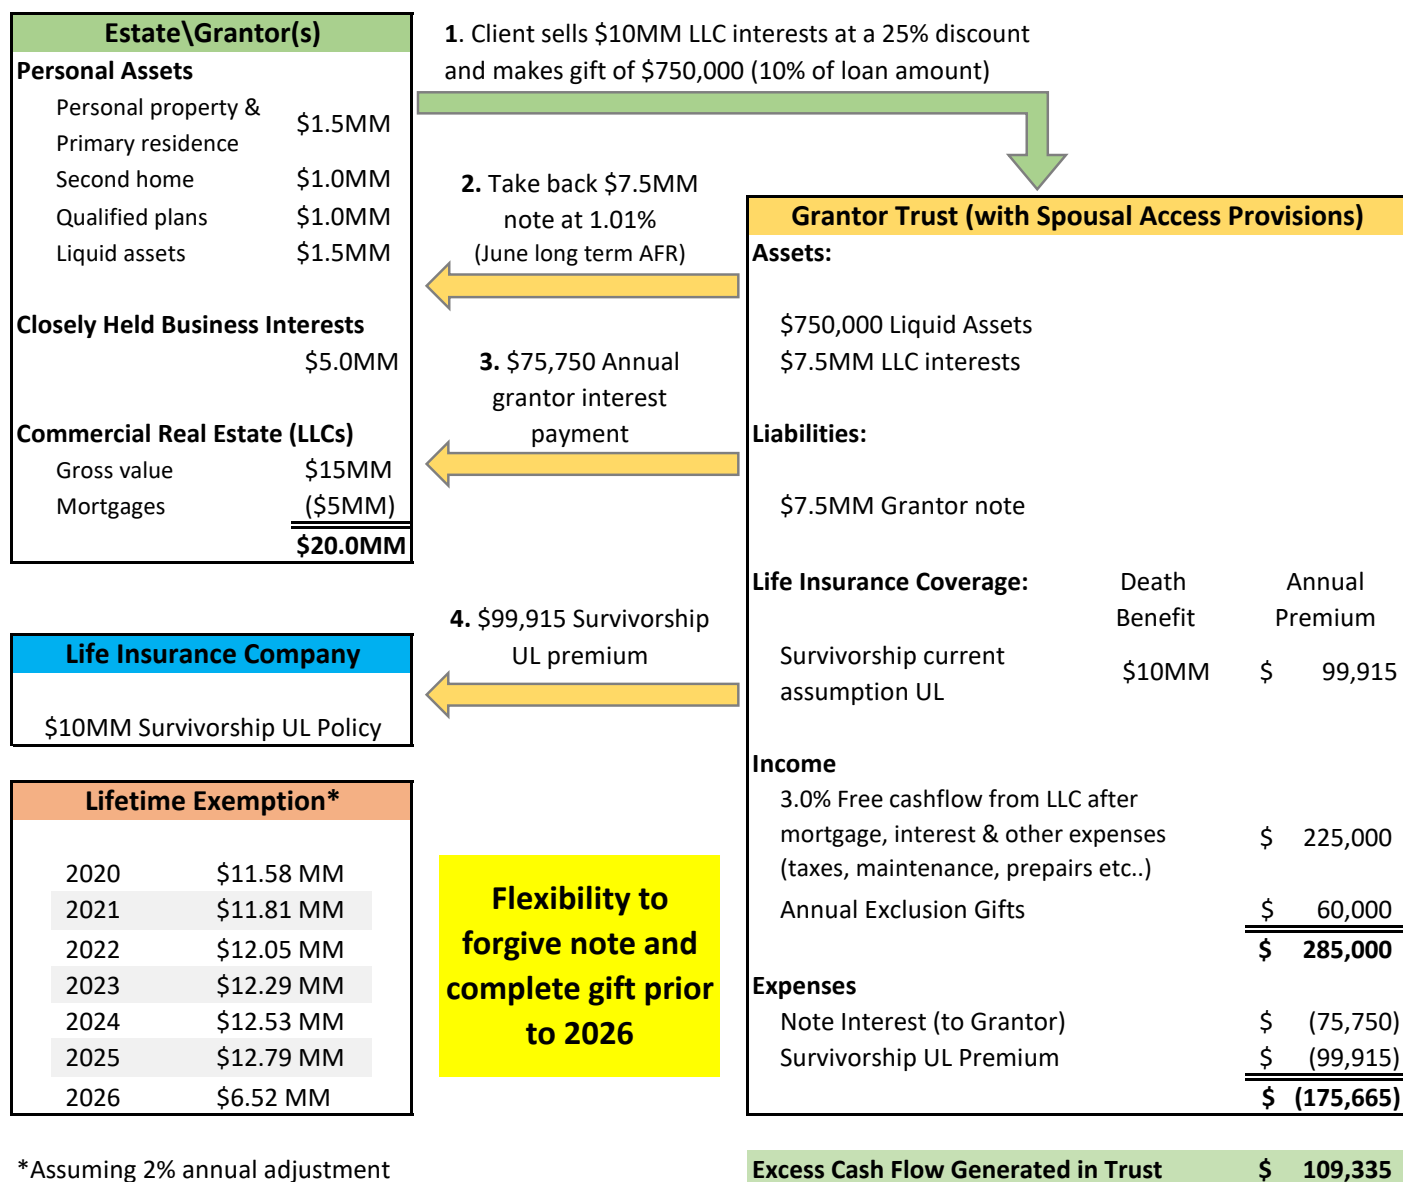 Estate\Grantor(s)
Personal Assets
Personal property &
Primary residence
$1.5MM
Second home $1.0MM
Qualified plans $1.0MM
Liquid assets $1.5MM
Closely Held Business Interests
$5.0MM
Commercial Real Estate (LLCs)
Gross value $15MM
Mortgages ($5MM)
$20.0MM
1. Client sells $10MM LLC interests at a 25% discount
and makes gift of $750,000 (10% of loan amount)
2. Take back $7.5MM
note at 1.01%
(June long term AFR)
3. $75,750 Annual
grantor interest
payment
4. $99,915 Survivorship
UL premium
Life Insurance Company
$10MM Survivorship UL Policy
Lifetime Exemption*
2020 $11.58 MM
2021 $11.81 MM
2022 $12.05 MM
2023 $12.29 MM
2024 $12.53 MM
2025 $12.79 MM
2026 $6.52 MM
*Assuming 2% annual adjustment
Flexibility to
forgive note and
complete gift prior
to 2026
Grantor Trust (with Spousal Access Provisions)
Assets:
$750,000 Liquid Assets
$7.5MM LLC interests
Liabilities:
$7.5MM Grantor note
Life Insurance Coverage: Death Annual
Benefit Premium
Survivorship current
assumption UL
$10MM $ 99,915
Income
3.0% Free cashflow from LLC after
mortgage, interest & other expenses
(taxes, maintenance, prepairs etc..)
$ 225,000
Annual Exclusion Gifts $ 60,000
$ 285,000
Expenses
Note Interest (to Grantor) $ (75,750)
Survivorship UL Premium $ (99,915)
$ (175,665)
Excess Cash Flow Generated in Trust $ 109,335